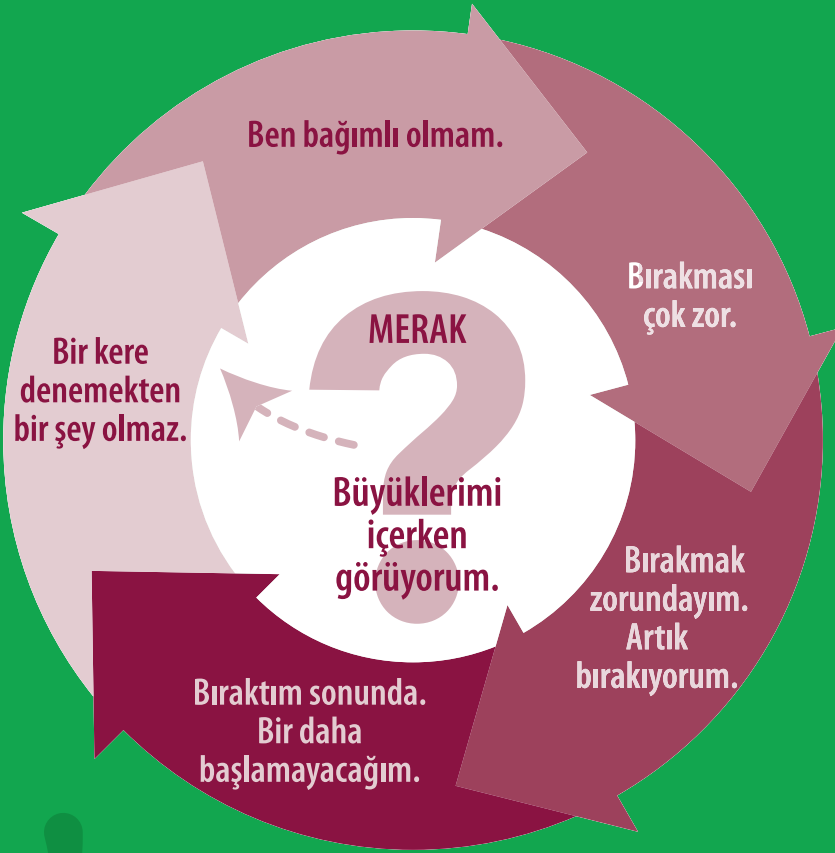 MERAK
Büyüklerimi
içerken
görüyorum.
Bir kere
denemekten
bir şey olmaz.
Ben bağımlı olmam.
Bırakması
çok zor.
Bırakmak
zorundayım.
Artık
bırakıyorum.
Bıraktım sonunda.
Bir daha
başlamayacağım.